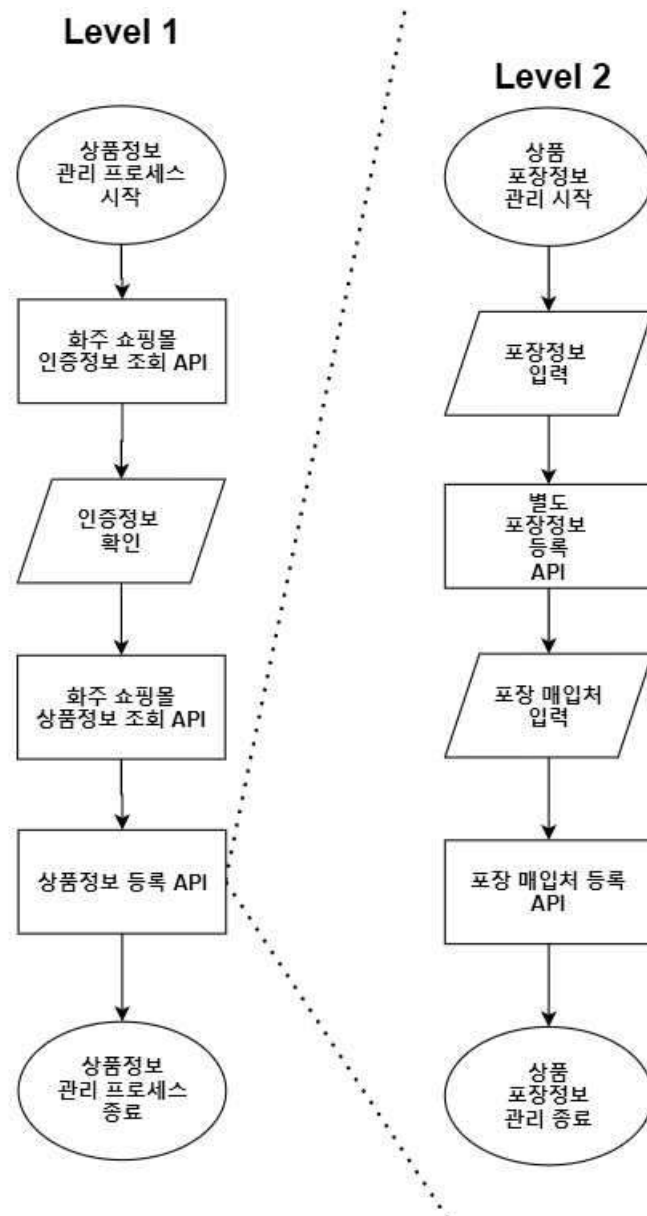 Level 1
상품정보
관리 프로세스
시작
화주 쇼핑몰
인증정보 조회 API
인증정보
확인
화주 쇼핑몰
상품정보 조회 API
상품정보 등록 API
상품정보
관리 프로세스
종료
Level 2
상품
포장정보
관리 시작
포장정보
입력
별도
포장정보
등록
API
포장 매입처
입력
포장 매입처 등록
API
상품
포장정보
관리 종료